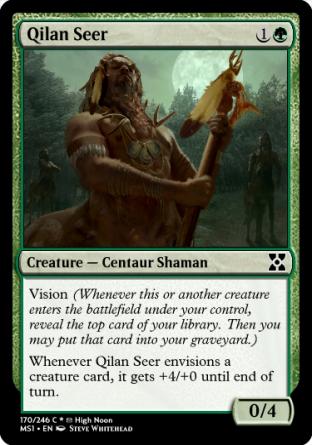 Qilan Seer 1
Creature — Centaur Shaman
Vision (Whenever this or another creature
enters the battlefield under your control,
reveal the top card of your library. Then you
may put that card into your graveyard.)
Whenever Qilan Seer envisions a
creature card, it gets +4/+0 until end of
turn.
0/4
170/246 C * High Noon
MS1 • EN Steve Whitehead